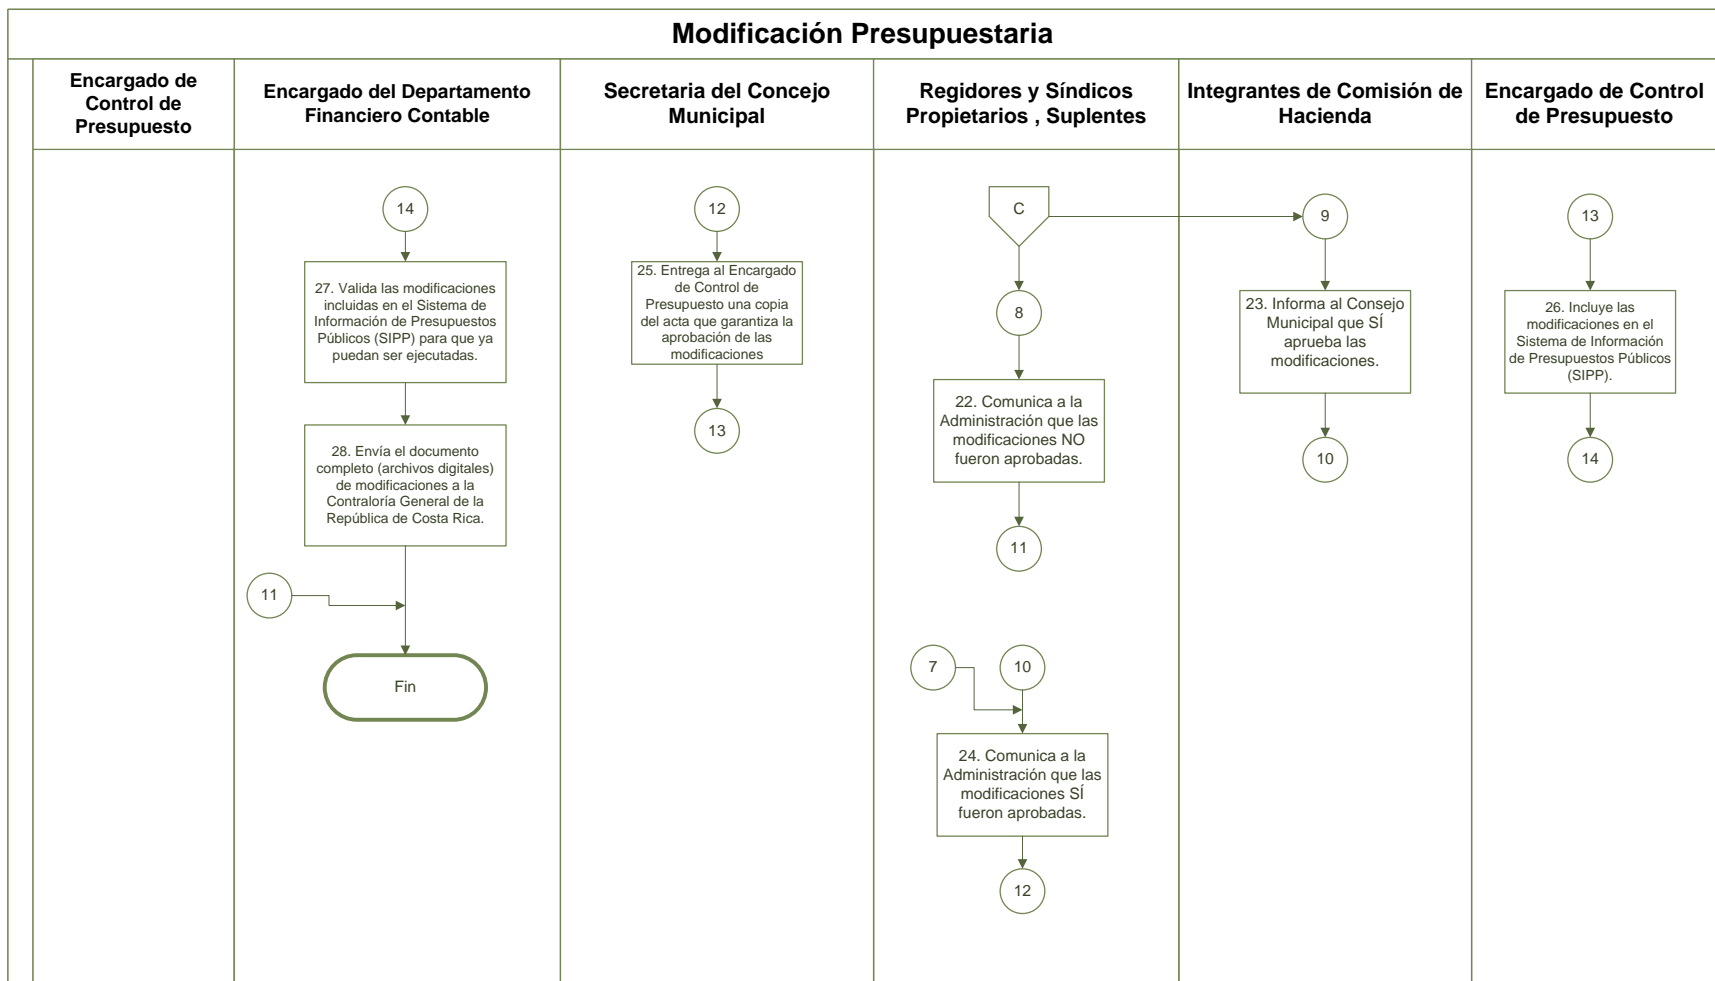 Modificación Presupuestaria
Encargado de
Control de
Presupuesto
Encargado del Departamento
Financiero Contable
Secretaria del Concejo
Municipal
Regidores y Síndicos
Propietarios , Suplentes
Integrantes de Comisión de
Hacienda
Encargado de Control
de Presupuesto
14
27. Valida las modificaciones
incluidas en el Sistema de
Información de Presupuestos
Públicos (SIPP) para que ya
puedan ser ejecutadas.
28. Envía el documento
completo (archivos digitales)
de modificaciones a la
Contraloría General de la
República de Costa Rica.
11
Fin
12
25. Entrega al Encargado
de Control de
Presupuesto una copia
del acta que garantiza la
aprobación de las
modificaciones
13
C
8
22. Comunica a la
Administración que las
modificaciones NO
fueron aprobadas.
11
7
10
24. Comunica a la
Administración que las
modificaciones SÍ
fueron aprobadas.
12
9
23. Informa al Consejo
Municipal que SÍ
aprueba las
modificaciones.
10
13
26. Incluye las
modificaciones en el
Sistema de Información
de Presupuestos Públicos
(SIPP).
14